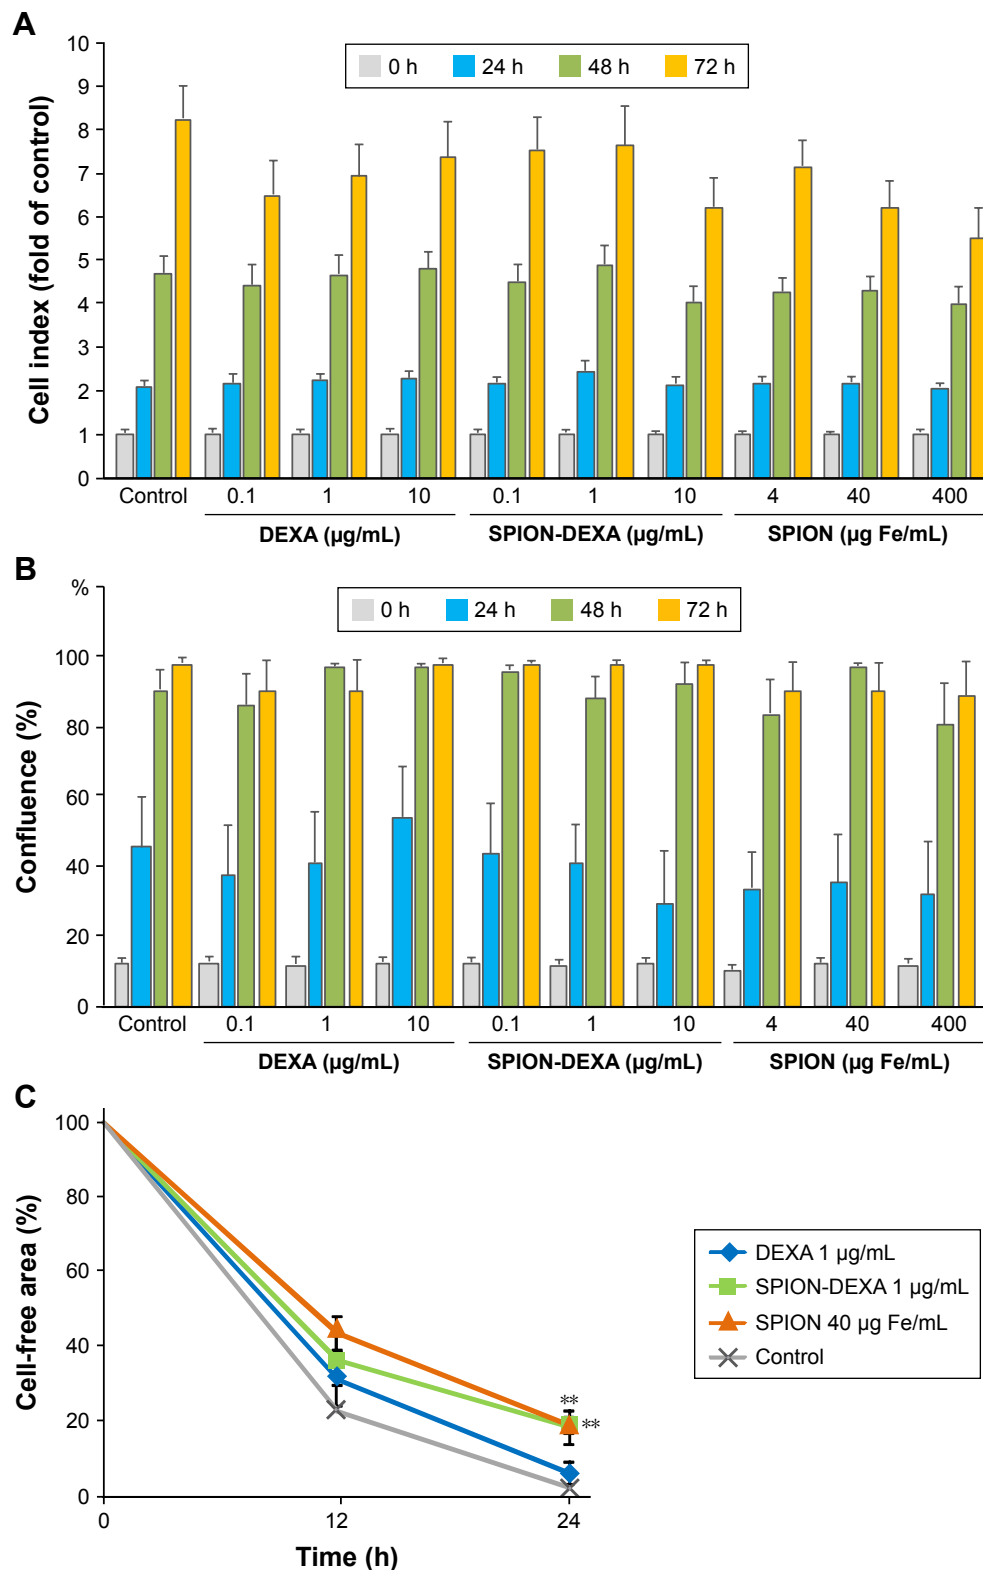 A
10
9
8
7
6
5
4
3
2
1
0
Cell index (fold of control)
0 h 24 h 48 h 72 h
Control 0.1 1 10 0.1 1 10 4 40 400
DEXA (µg/mL) SPION-DEXA (µg/mL) SPION (µg Fe/mL)
B
%
100
80
60
40
20
0
Confluence (%)
0 h 24 h 48 h 72 h
Control 0.1 1 10 0.1 1 10 4 40 400
DEXA (µg/mL) SPION-DEXA (µg/mL) SPION (µg Fe/mL)
C
100
80
60
40
20
0
Cell-free area (%)
**
**
0 12 24
Time (h)
DEXA 1 µg/mL
SPION-DEXA 1 µg/mL
SPION 40 µg Fe/mL
Control